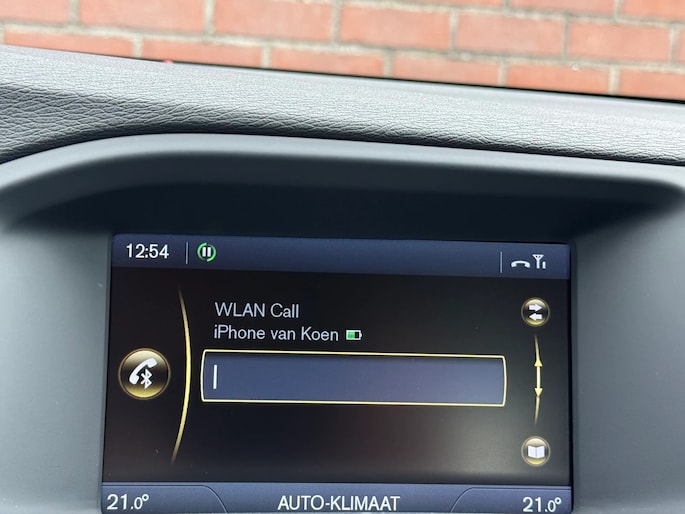 12:54
WLAN Call
iPhone van Koen
21.0° AUTO-KLIMAAT 21.0°